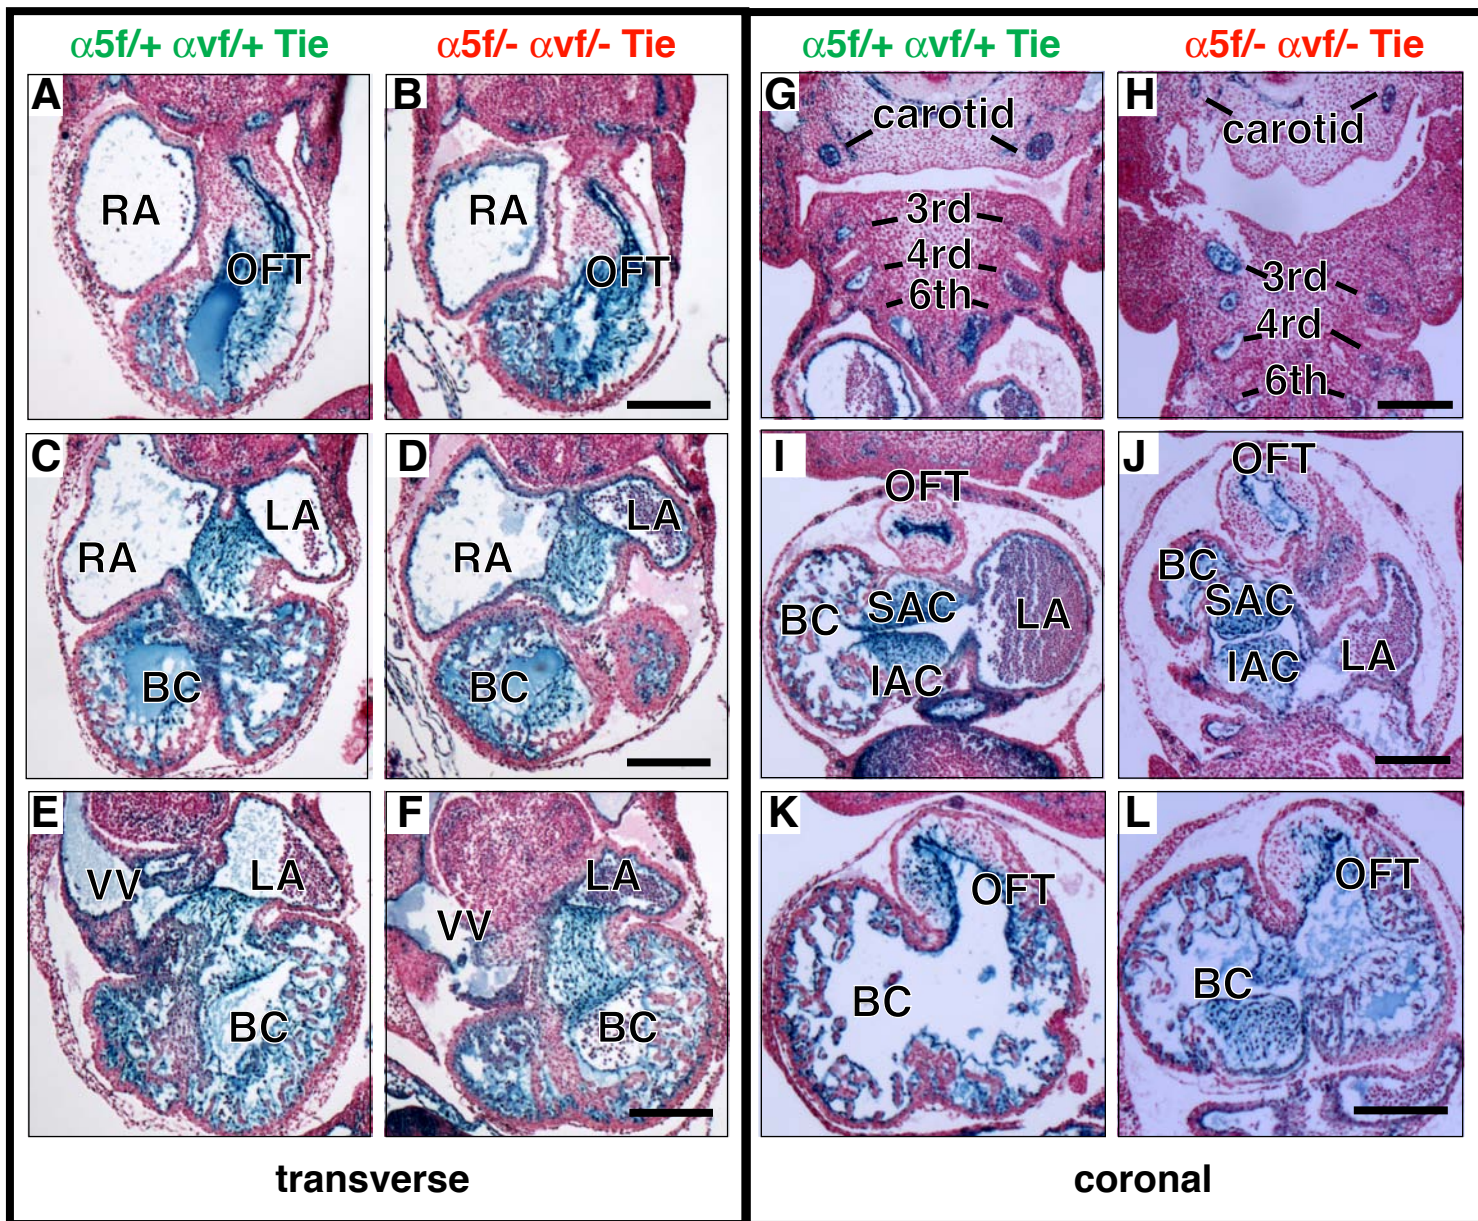 α5f/+ αvf/+ Tie
α5f/- αvf/- Tie
α5f/+ αvf/+ Tie
α5f/- αvf/- Tie
A
RA
OFT
B
RA
OFT
G
carotid
3rd
4rd
6th
H
carotid
3rd
4rd
6th
C
RA
LA
BC
D
RA
LA
BC
I
OFT
BC
SAC
LA
IAC
J
OFT
BC
SAC
IAC
LA
E
VV
LA
BC
F
LA
VV
BC
K
OFT
BC
L
OFT
BC
transverse
coronal